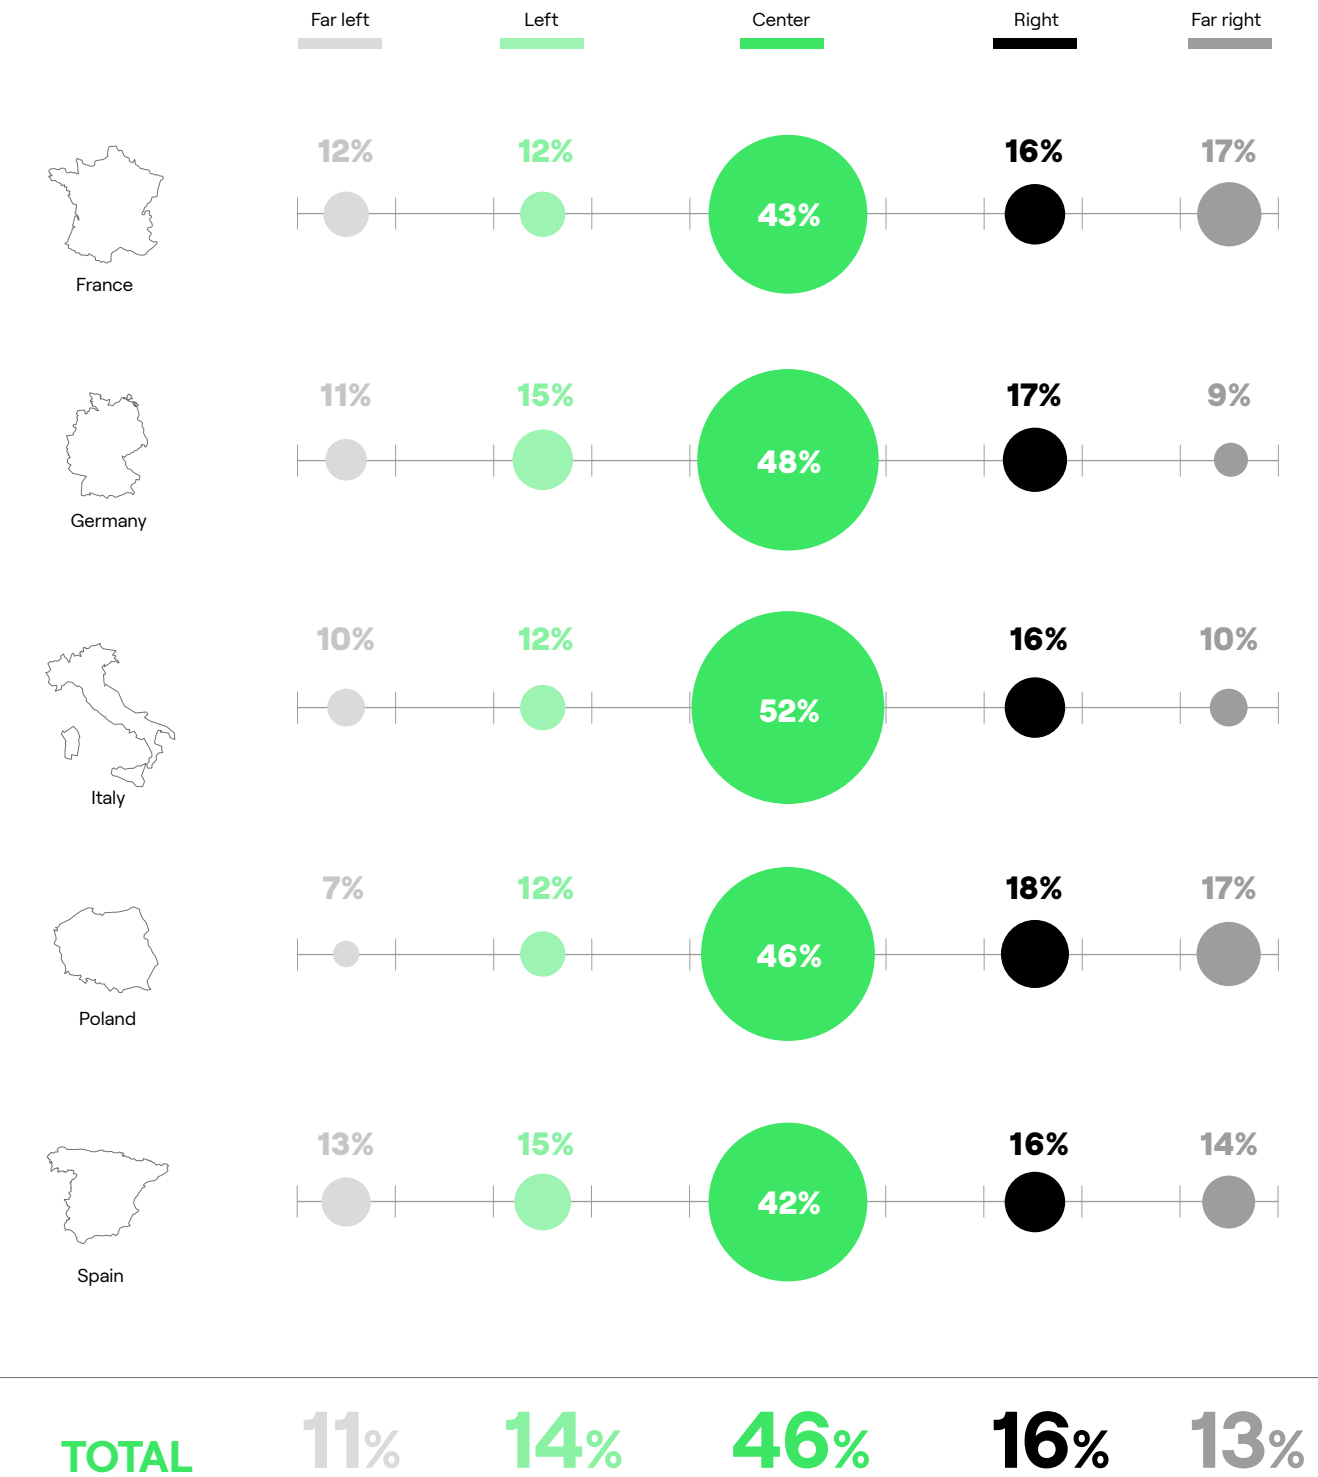 Far left Left Center Right Far right
12% 12% 43% 16% 17%
France
11% 15% 48% 17% 9%
Germany
10% 12% 52% 16% 10%
Italy
7% 12% 46% 18% 17%
Poland
13% 15% 42% 16% 14%
Spain
TOTAL 11% 14% 46% 16% 13%